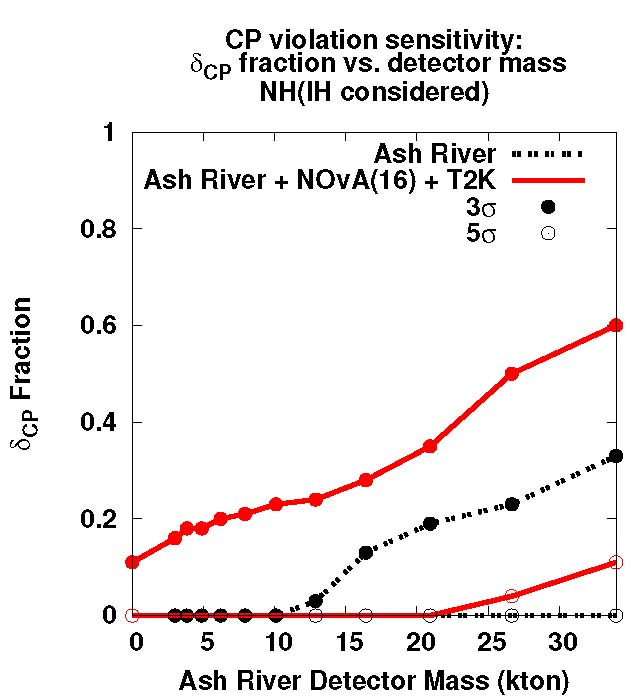 CP violation sensitivity:
δCP fraction vs. detector mass
NH(IH considered)
1
0.8
0.6
0.4
0.2
0
δCP Fraction
Ash River
Ash River + NOvA(16) + T2K
3σ
5σ
0 5 10 15 20 25 30
Ash River Detector Mass (kton)